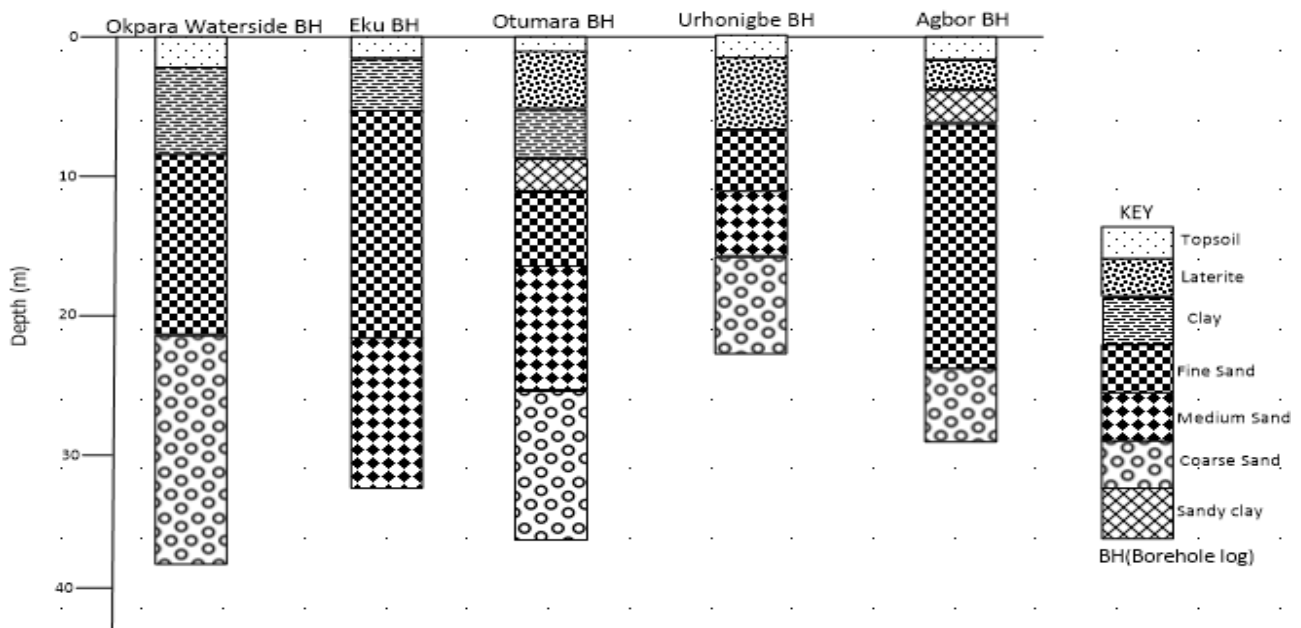 Okpara Waterside BH Eku BH Otumara BH Urhonigbe BH Agbor BH
0
10
20
30
40
Depth (m)
KEY
Topsoil
Laterite
Clay
Fine Sand
Medium Sand
Coarse Sand
Sandy clay
BH(Borehole log)